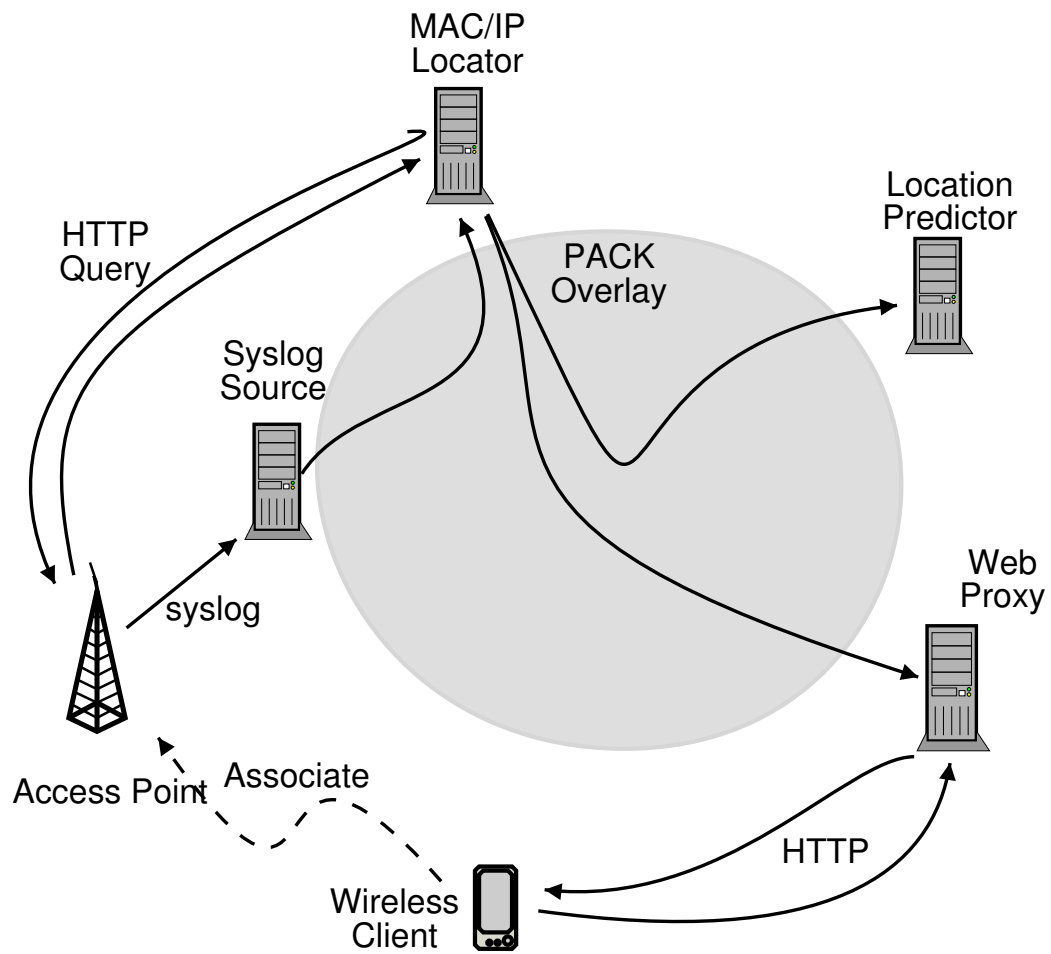 MAC/IP
Locator
Location
Predictor
HTTP
Query
PACK
Overlay
Syslog
Source
Web
Proxy
syslog
Associate
Access Point
HTTP
Wireless
Client